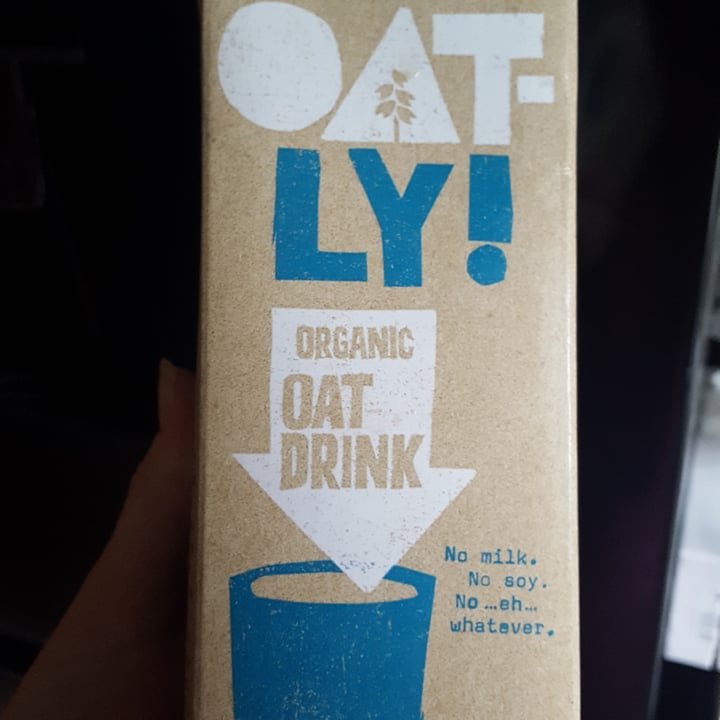 OAT-
LY!
ORGANIC
OAT-
DRINK
No milk.
No soy.
No ...eh...
whatever.